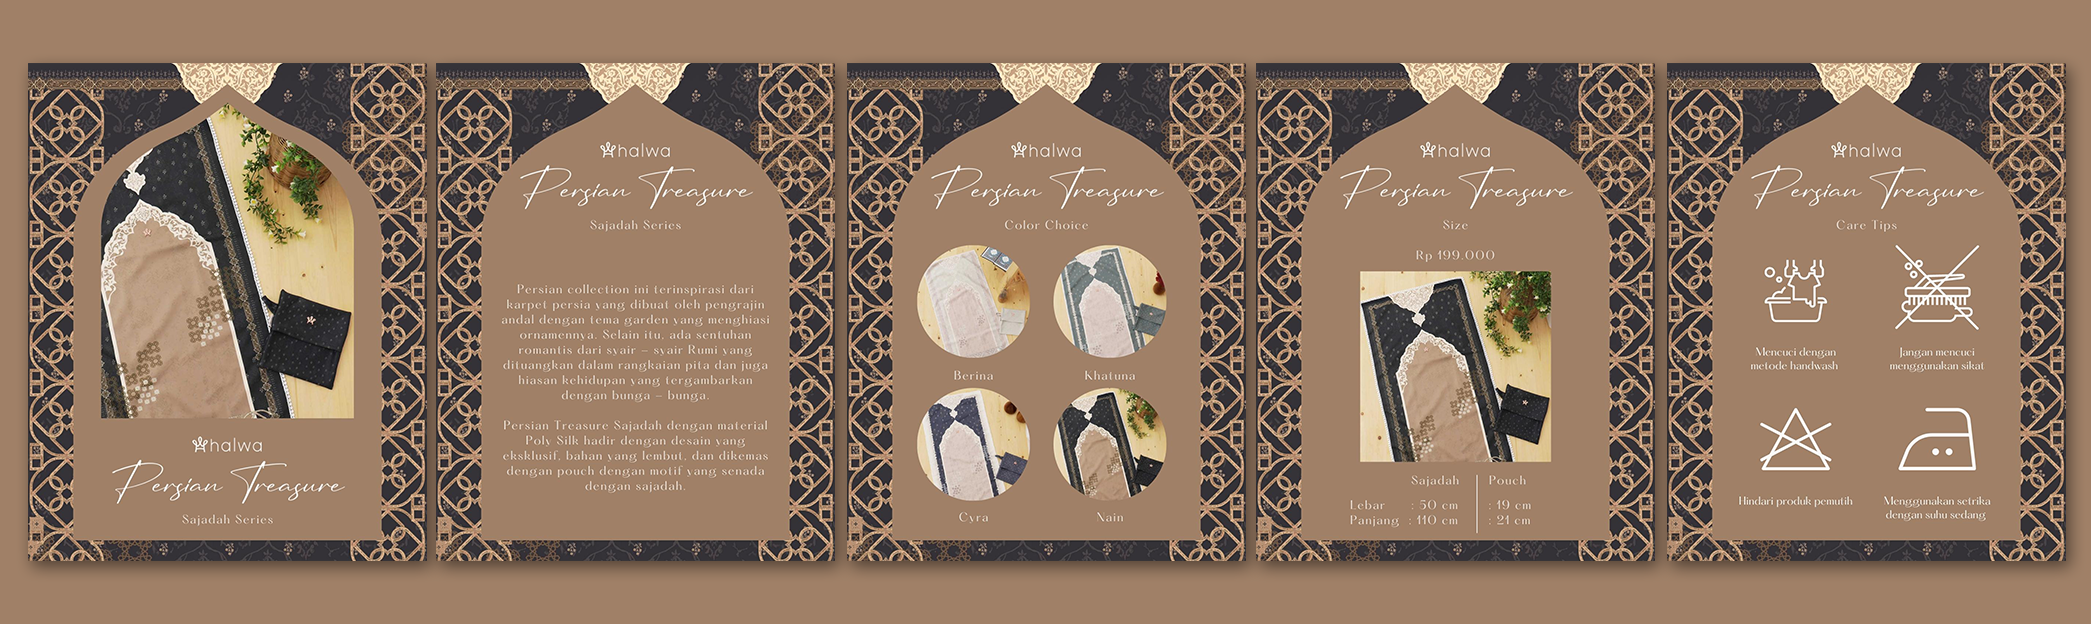 halwa
Persian Treasure
Sajadah Series
halwa
Persian Treasure
Sajadah Series
Persian collection ini terinspirasi dari
karpet persia yang dibuat oleh pengrajin
andal dengan tema garden yang menghiasi
ornamennya. Selain itu, ada sentuhan
romantis dari syair – syair Rumi yang
dituangkan dalam rangkaian pita dan juga
hiasan kehidupan yang tergambarkan
dengan bunga – bunga.
Persian Treasure Sajadah dengan material
Poly Silk hadir dengan desain yang
eksklusif, bahan yang lembut, dan dikemas
dengan pouch dengan motif yang senada
dengan sajadah.
halwa
Persian Treasure
Color Choice
Berina
Khatuna
Cyra
Nain
halwa
Persian Treasure
Size
Rp 199.000
Sajadah Pouch
Lebar : 50 cm : 19 cm
Panjang : 110 cm : 21 cm
halwa
Persian Treasure
Care Tips
Mencuci dengan
metode handwash
Jangan mencuci
menggunakan sikat
Hindari produk pemutih
Menggunakan setrika
dengan suhu sedang